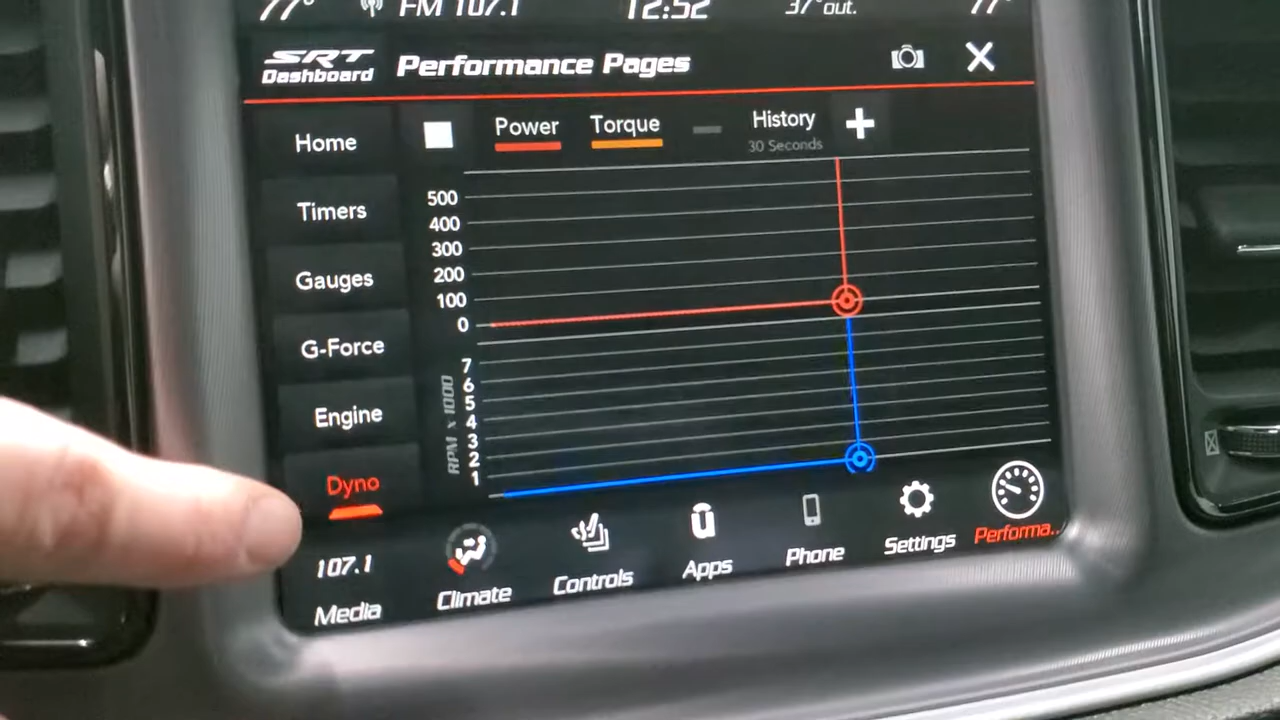 77° FM 107.1 12:52 37° out. 77°
SRT Dashboard Performance Pages
Home
Timers
Gauges
G-Force
Engine
Dyno
Power Torque History
30 Seconds
500
400
300
200
100
0
RPM x 1000
7
6
5
4
3
2
1
107.1
Media Climate Controls Apps Phone Settings Performa..